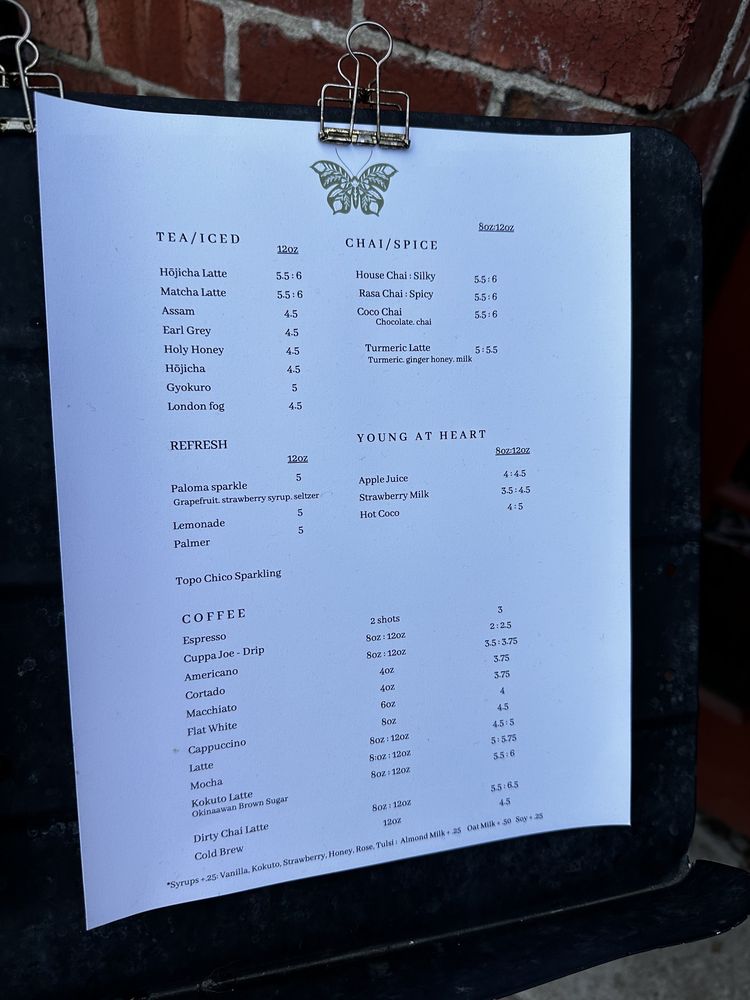 TEA/ICED
12oz
Hōjicha Latte 5.5 : 6
Matcha Latte 5.5 : 6
Assam 4.5
Earl Grey 4.5
Holy Honey 4.5
Hōjicha 4.5
Gyokuro 5
London fog 4.5
CHAI/SPICE
8oz:12oz
House Chai : Silky 5.5 : 6
Rasa Chai : Spicy 5.5 : 6
Coco Chai 5.5 : 6
Chocolate. chai
Turmeric Latte 5 : 5.5
Turmeric. ginger honey. milk
REFRESH
12oz
Paloma sparkle 5
Grapefruit. strawberry syrup. seltzer
Lemonade 5
Palmer 5
Topo Chico Sparkling
YOUNG AT HEART
8oz:12oz
Apple Juice 4 : 4.5
Strawberry Milk 3.5 : 4.5
Hot Coco 4 : 5
COFFEE
Espresso 2 shots 3
Cuppa Joe - Drip 8oz : 12oz 2 : 2.5
Americano 8oz : 12oz 3.5 : 3.75
Cortado 4oz 3.75
Macchiato 4oz 3.75
Flat White 6oz 4
Cappuccino 8oz 4.5
Latte 8oz : 12oz 4.5 : 5
Mocha 8:oz : 12oz 5 : 5.75
Kokuto Latte 8oz : 12oz 5.5 : 6
Okinaawan Brown Sugar
Dirty Chai Latte 8oz : 12oz 5.5 : 6.5
Cold Brew 12oz 4.5
*Syrups +.25: Vanilla, Kokuto, Strawberry, Honey, Rose, Tulsi : Almond Milk + .25 Oat Milk + .50 Soy + .25